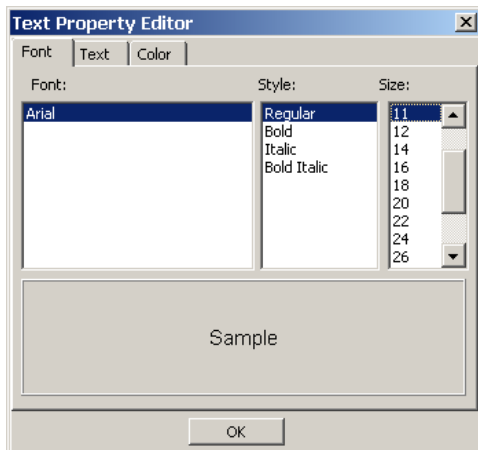 Text Property Editor
Font Text Color
Font: Style: Size:
Arial Regular 11
Bold 12
Italic 14
Bold Italic 16
18
20
22
24
26
Sample
OK